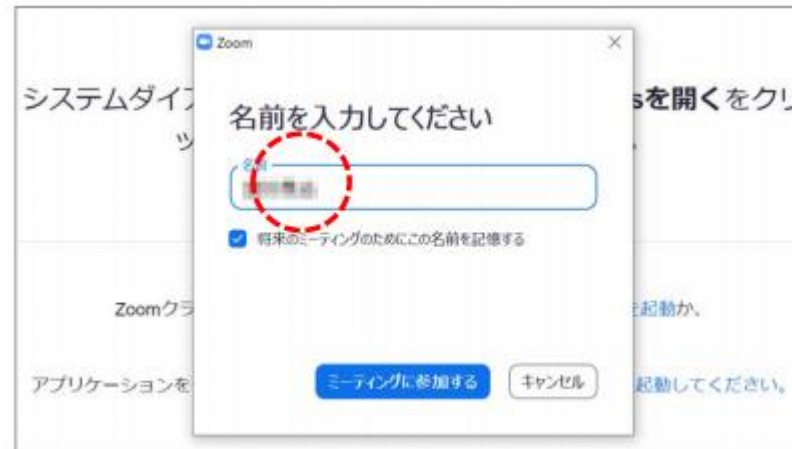 Zoom
システムダイア
sを開くをクリ
ッ
名前を入力してください
名前
将来のミーティングのためにこの名前を記憶する
Zoomクラ
を起動か、
ミーティングに参加する
キャンセル
アプリケーションを
起動してください。